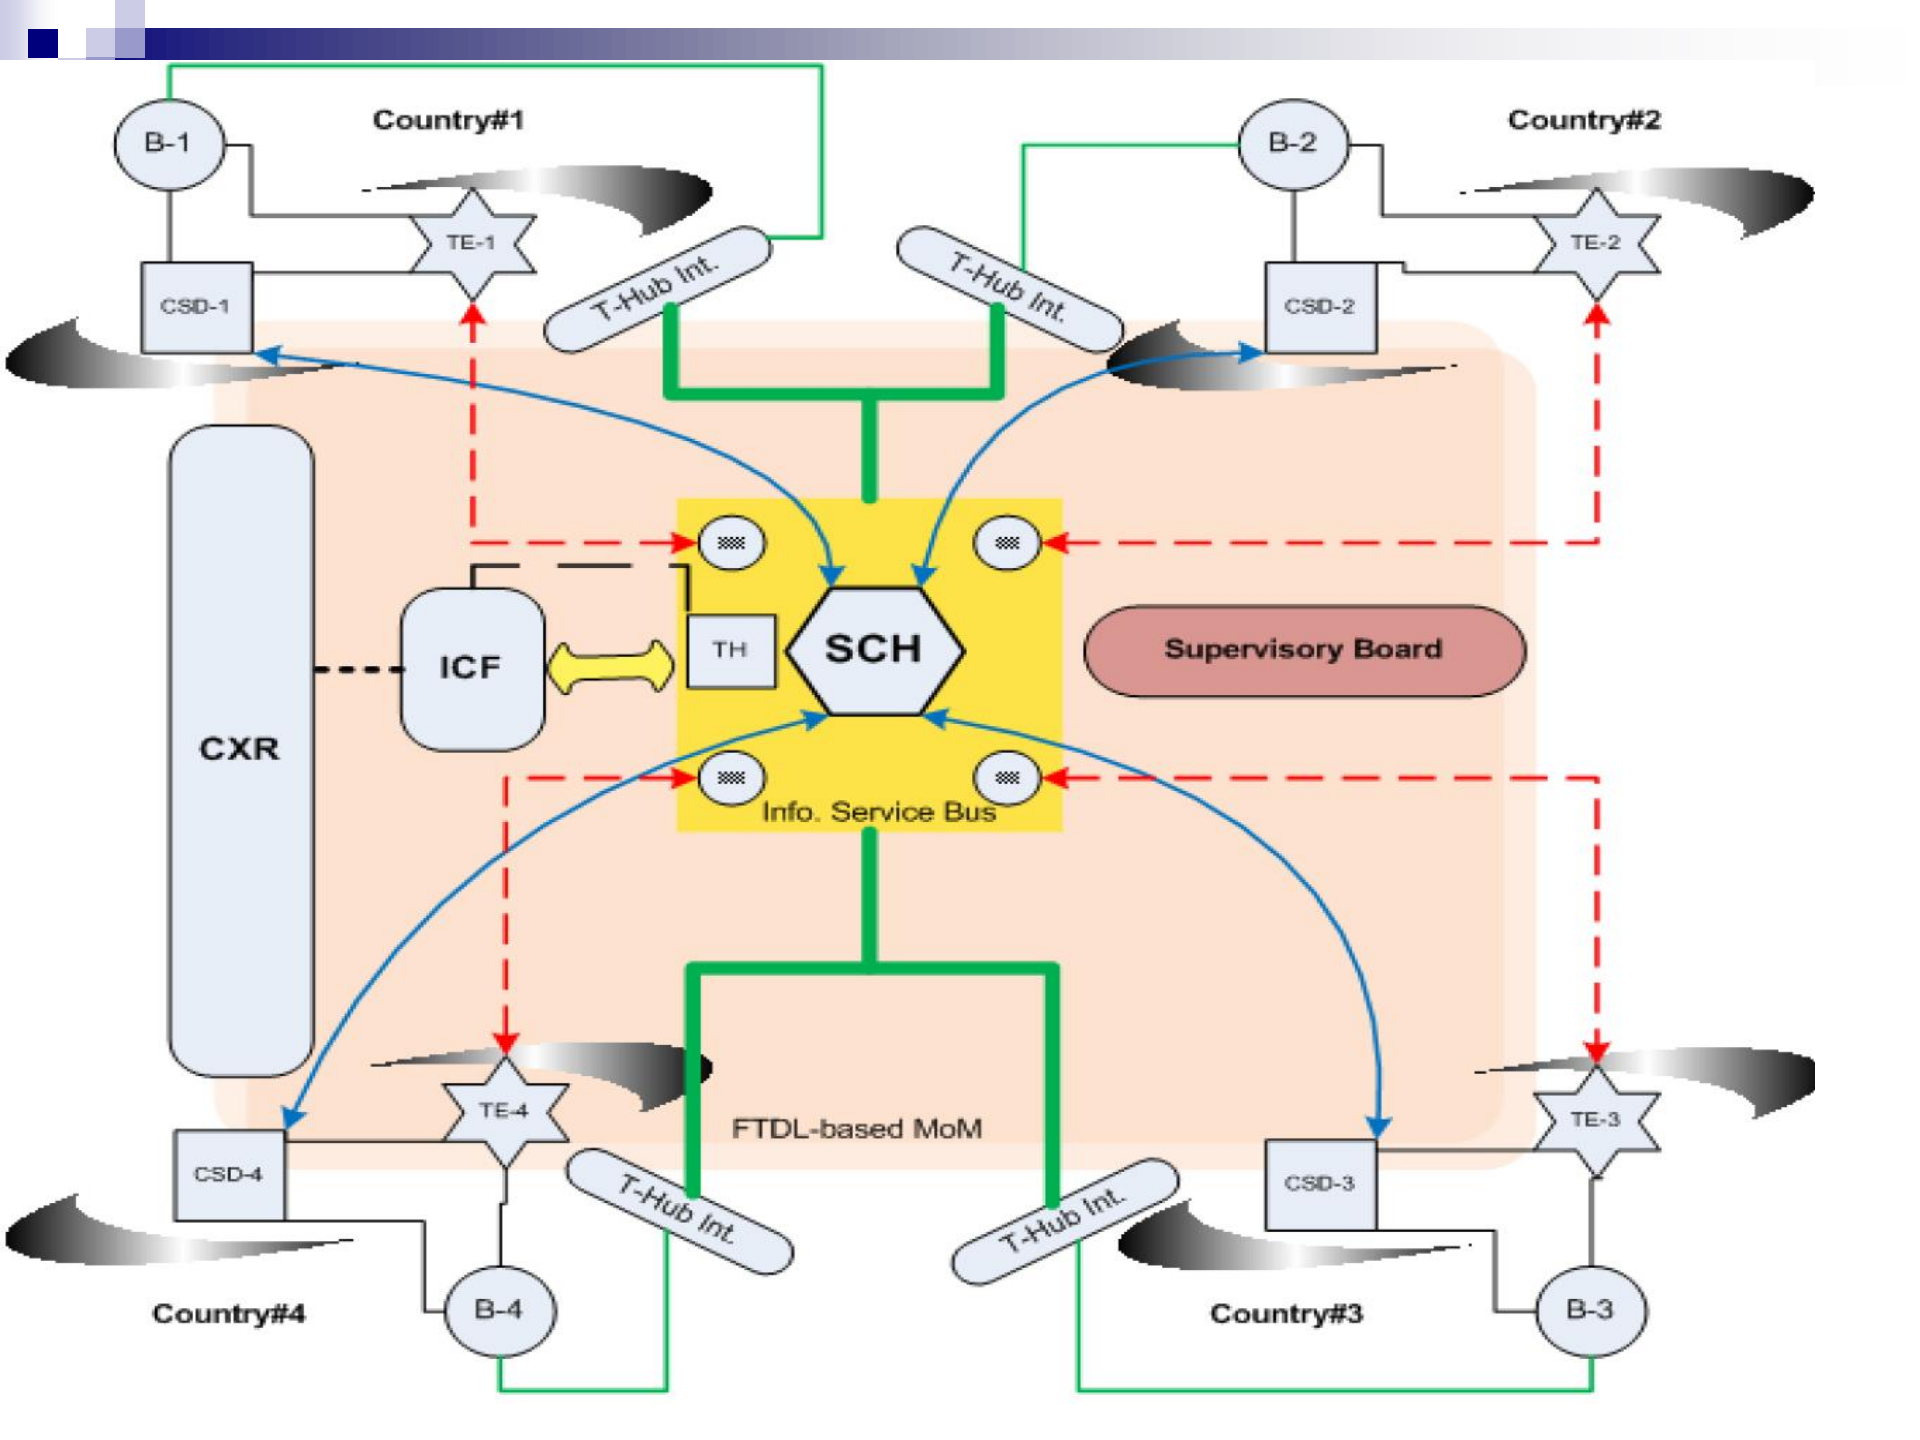 Country#1
Country#2
B-1
B-2
TE-1
TE-2
T-Hub Int.
T-Hub Int.
CSD-1
CSD-2
TH
SCH
Supervisory Board
ICF
CXR
Info. Service Bus
TE-4
FTDL-based MoM
TE-3
CSD-4
T-Hub Int.
T-Hub Int.
CSD-3
Country#4
B-4
Country#3
B-3